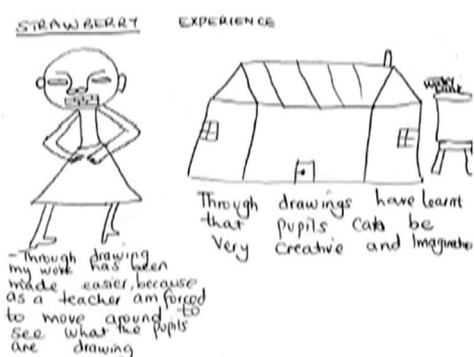 STRAWBERRY EXPERIENCE
water
tank
Through drawings have learnt
that pupils can be
Very Creative and Imaginative
- Through drawing
my work has been
made easier, because
as a teacher am forced
to move around to
see what the pupils
are drawing